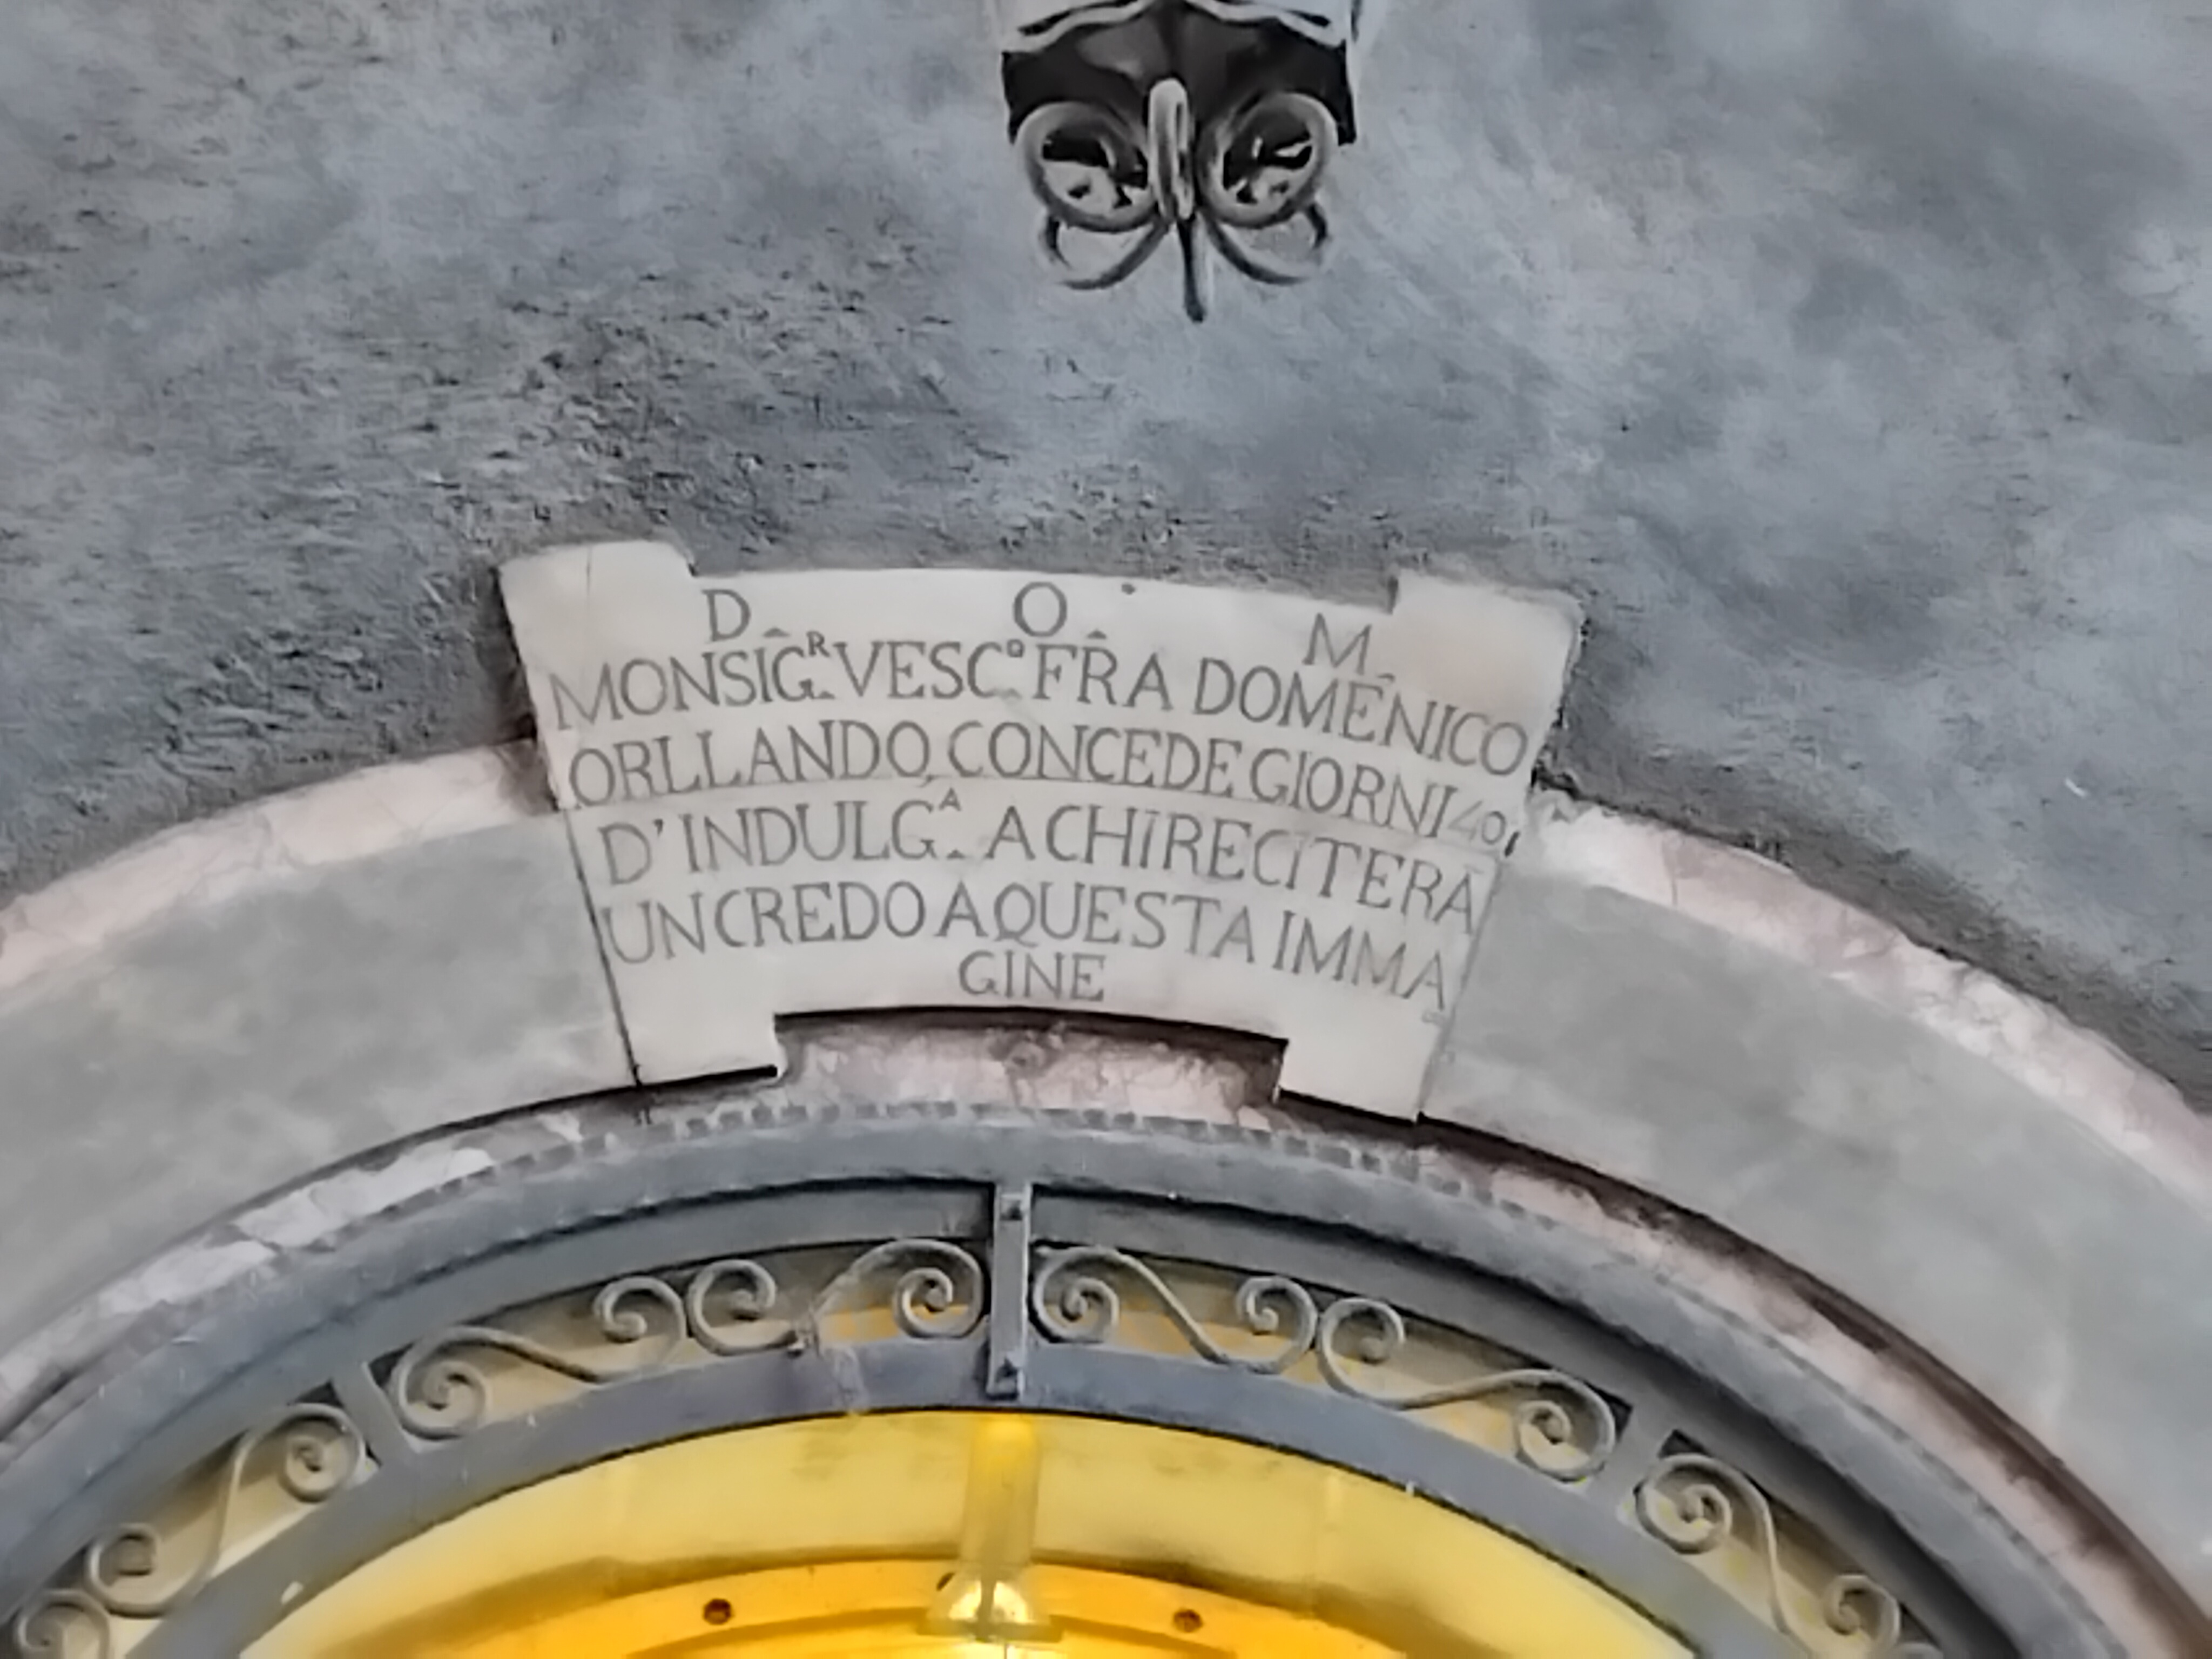 D. O. M.
MONSIG.R VESC.O FRA DOMENICO
ORLLANDO, CONCEDE GIORNI 40,
D'INDULG.A A CHI RECITERÀ
UN CREDO A QUESTA IMMA
GINE